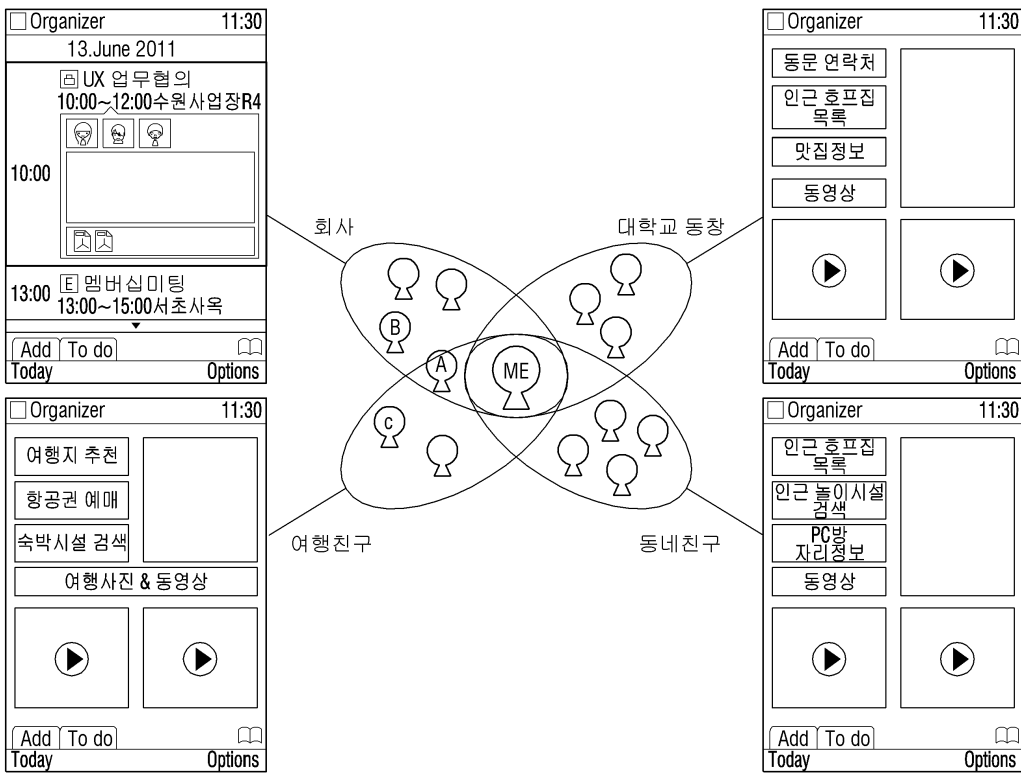 Organizer 11:30
13.June 2011
10:00
凸 UX 업무협의
10:00~12:00수원사업장R4
13:00
E 멤버십미팅
13:00~15:00서초사옥
Add To do
Today Options
Organizer 11:30
동문 연락처
인근 호프집
목록
맛집정보
동영상
Add To do
Today Options
회사
대학교 동창
B
A
ME
C
여행친구
동네친구
Organizer 11:30
여행지 추천
항공권 예매
숙박시설 검색
여행사진 & 동영상
Add To do
Today Options
Organizer 11:30
인근 호프집
목록
인근 놀이시설
검색
PC방
자리정보
동영상
Add To do
Today Options